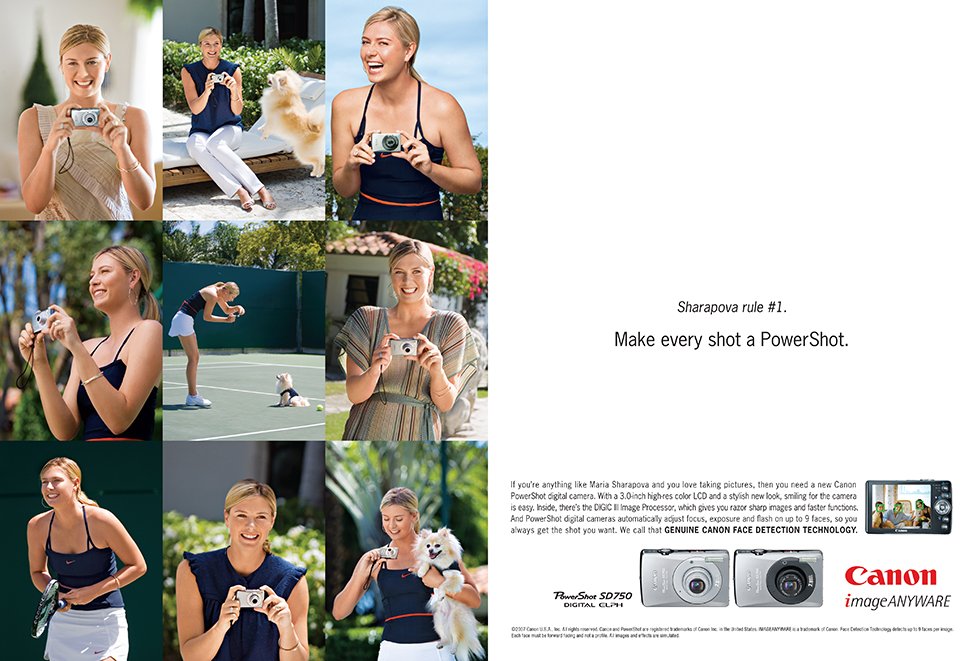 Sharapova rule #1.
Make every shot a PowerShot.
If you're anything like Maria Sharapova and you love taking pictures, then you need a new Canon
PowerShot digital camera. With a 3.0-inch high-res color LCD and a stylish new look, smiling for the camera
is easy. Inside, there's the DIGIC III Image Processor, which gives you razor sharp images and faster functions.
And PowerShot digital cameras automatically adjust focus, exposure and flash on up to 9 faces, so you
always get the shot you want. We call that GENUINE CANON FACE DETECTION TECHNOLOGY.
Canon
PowerShot SD750
DIGITAL ELPH
Canon
imageANYWARE
©2007 Canon U.S.A., Inc. All rights reserved. Canon and PowerShot are registered trademarks of Canon Inc. in the United States. IMAGEANYWARE is a trademark of Canon. Face Detection Technology detects up to 9 faces per image.
Each face must be forward facing and not a profile. All images and effects are simulated.